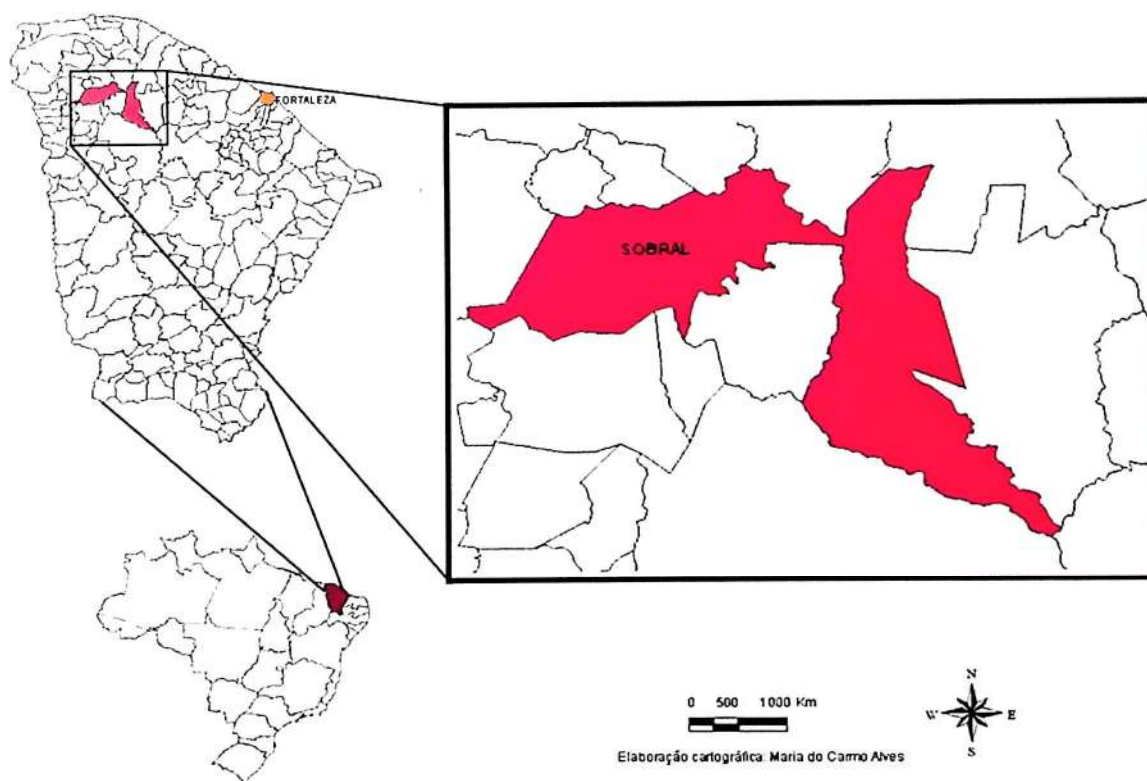 FORTALEZA
SOBRAL
0 500 1000 Km
N
W E
S
Elaboração cartográfica: Maria do Carmo Alves